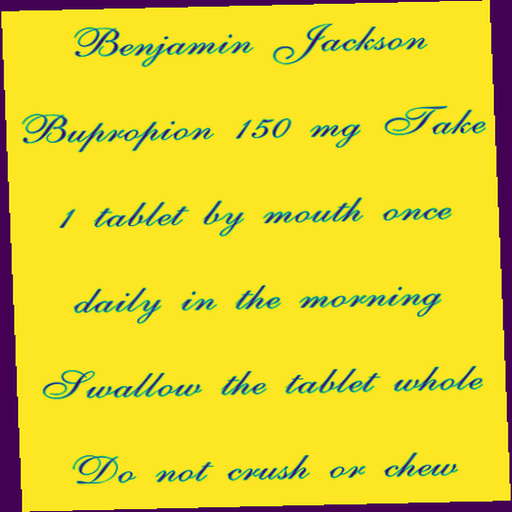 Benjamin Jackson
Bupropion 150 mg Take
1 tablet by mouth once
daily in the morning
Swallow the tablet whole
Do not crush or chew